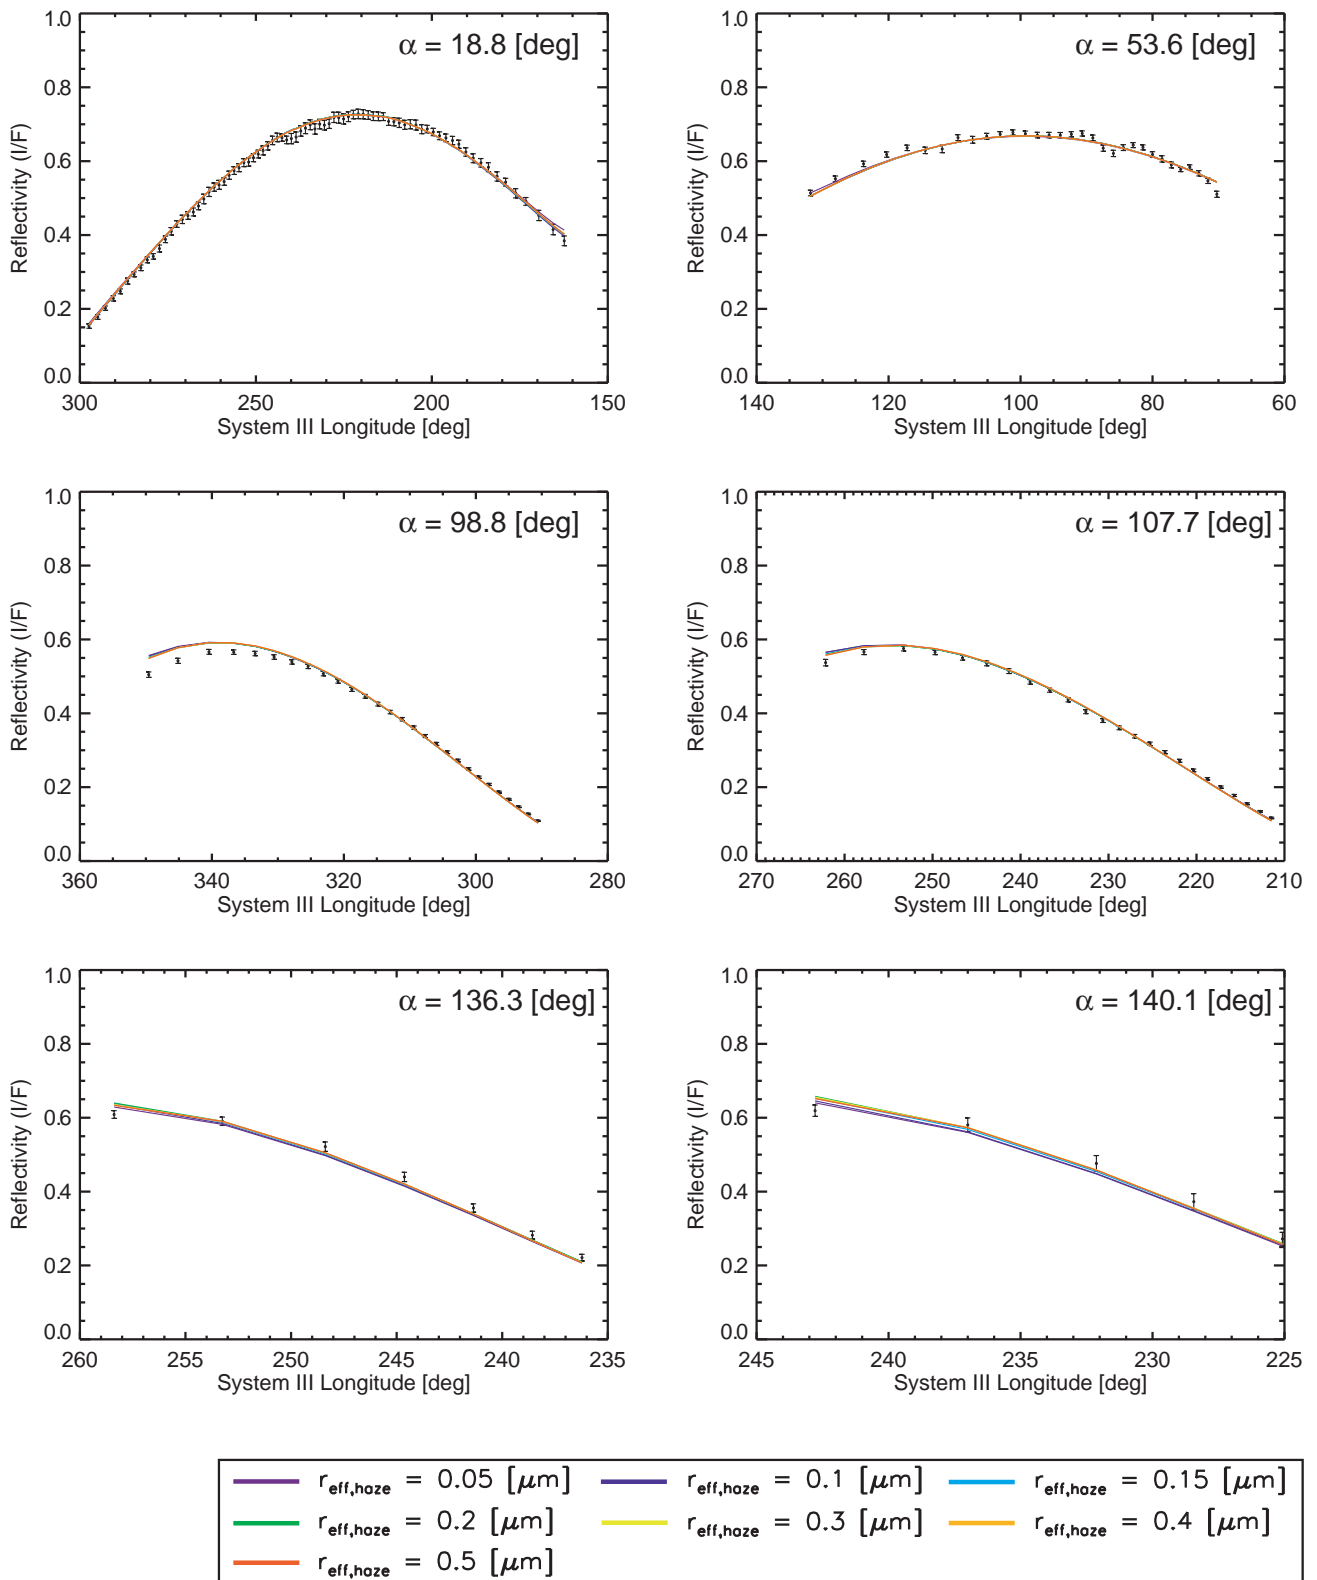 α = 18.8 [deg]
Reflectivity (I/F)
1.0
0.8
0.6
0.4
0.2
0.0
300 250 200 150
System III Longitude [deg]
α = 53.6 [deg]
Reflectivity (I/F)
1.0
0.8
0.6
0.4
0.2
0.0
140 120 100 80 60
System III Longitude [deg]
α = 98.8 [deg]
Reflectivity (I/F)
1.0
0.8
0.6
0.4
0.2
0.0
360 340 320 300 280
System III Longitude [deg]
α = 107.7 [deg]
Reflectivity (I/F)
1.0
0.8
0.6
0.4
0.2
0.0
270 260 250 240 230 220 210
System III Longitude [deg]
α = 136.3 [deg]
Reflectivity (I/F)
1.0
0.8
0.6
0.4
0.2
0.0
260 255 250 245 240 235
System III Longitude [deg]
α = 140.1 [deg]
Reflectivity (I/F)
1.0
0.8
0.6
0.4
0.2
0.0
245 240 235 230 225
System III Longitude [deg]
r eff,haze = 0.05 [μm] r eff,haze = 0.1 [μm] r eff,haze = 0.15 [μm]
r eff,haze = 0.2 [μm] r eff,haze = 0.3 [μm] r eff,haze = 0.4 [μm]
r eff,haze = 0.5 [μm]